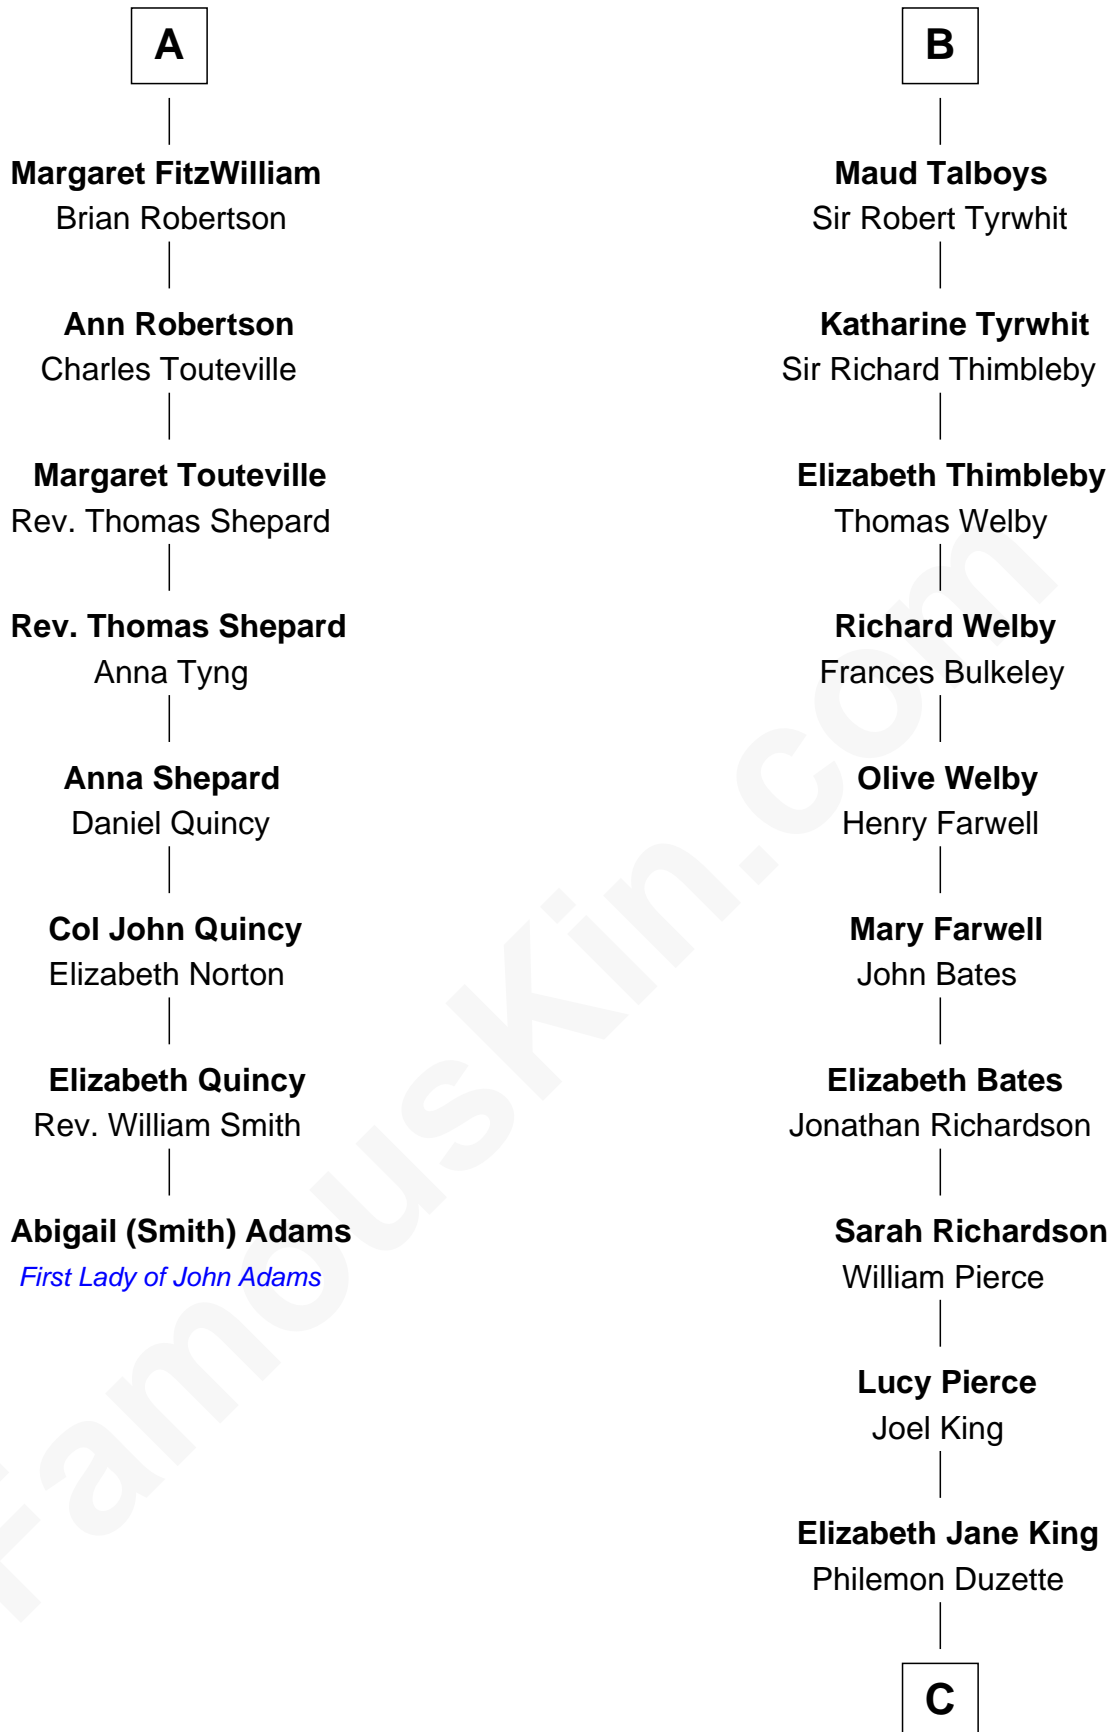 A
Margaret FitzWilliam
Brian Robertson
Ann Robertson
Charles Touteville
Margaret Touteville
Rev. Thomas Shepard
Rev. Thomas Shepard
Anna Tyng
Anna Shepard
Daniel Quincy
Col John Quincy
Elizabeth Norton
Elizabeth Quincy
Rev. William Smith
Abigail (Smith) Adams
First Lady of John Adams
B
Maud Talboys
Sir Robert Tyrwhit
Katharine Tyrwhit
Sir Richard Thimbleby
Elizabeth Thimbleby
Thomas Welby
Richard Welby
Frances Bulkeley
Olive Welby
Henry Farwell
Mary Farwell
John Bates
Elizabeth Bates
Jonathan Richardson
Sarah Richardson
William Pierce
Lucy Pierce
Joel King
Elizabeth Jane King
Philemon Duzette
C
FamousKin.com